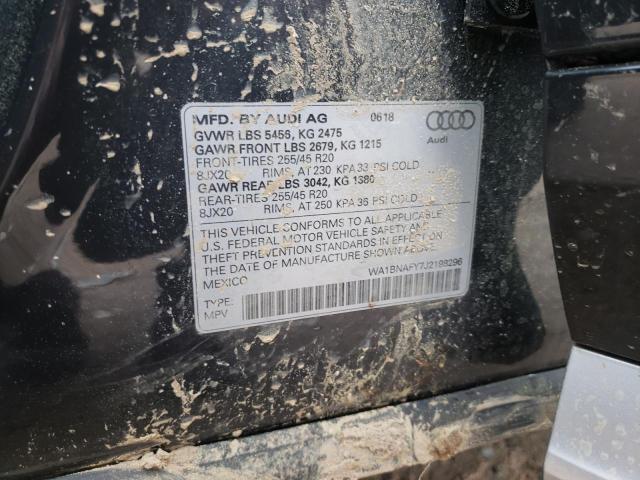 MFD. BY AUDI AG 0618
GVWR LBS 5456, KG 2475
GAWR FRONT LBS 2679, KG 1215
FRONT-TIRES 255/45 R20
8JX20 RIMS, AT 230 KPA 33 PSI COLD
GAWR REAR LBS 3042, KG 1380
REAR-TIRES 255/45 R20
8JX20 RIMS, AT 250 KPA 36 PSI COLD
Audi
THIS VEHICLE CONFORMS TO ALL APPLICABLE
U.S. FEDERAL MOTOR VEHICLE SAFETY AND
THEFT PREVENTION STANDARDS IN EFFECT ON
THE DATE OF MANUFACTURE SHOWN ABOVE.
MEXICO WA1BNAFY7J2198296
TYPE:
MPV